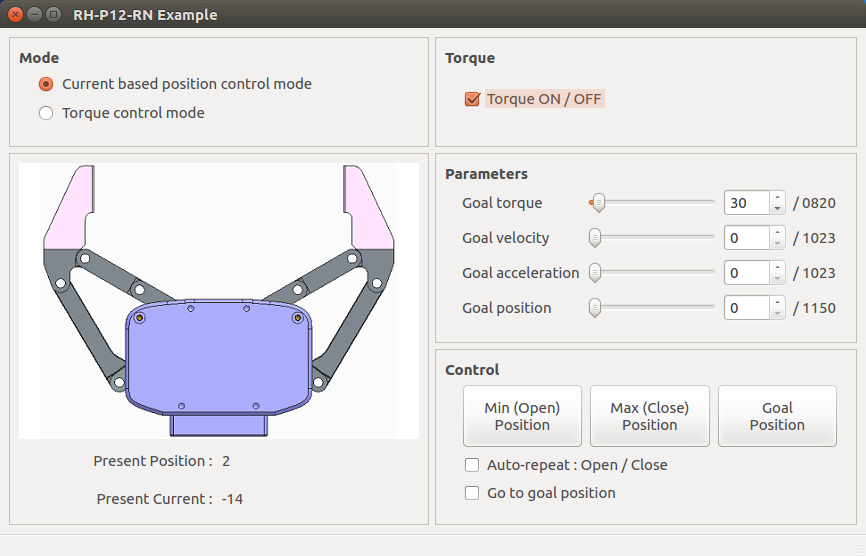 RH-P12-RN Example
Mode
Current based position control mode
Torque control mode
Torque
Torque ON / OFF
Present Position : 2
Present Current : -14
Parameters
Goal torque 30 / 0820
Goal velocity 0 / 1023
Goal acceleration 0 / 1023
Goal position 0 / 1150
Control
Min (Open)
Position
Max (Close)
Position
Goal
Position
Auto-repeat : Open / Close
Go to goal position